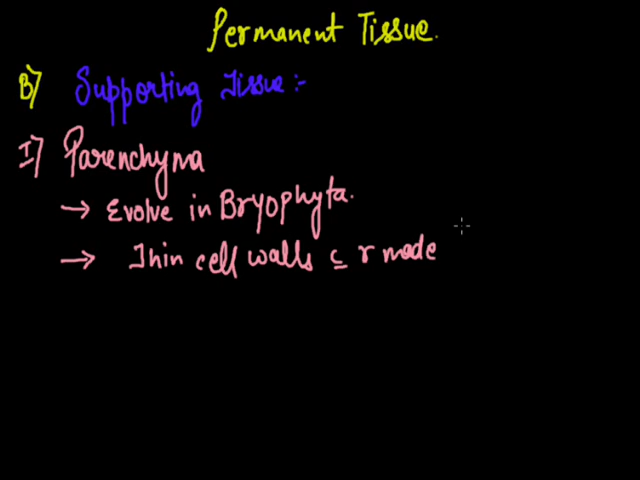 Permanent Tissue.
B) Supporting Tissue :-
I) Parenchyma
→ Evolve in Bryophyta.
→ Thin cell walls c̲ r made